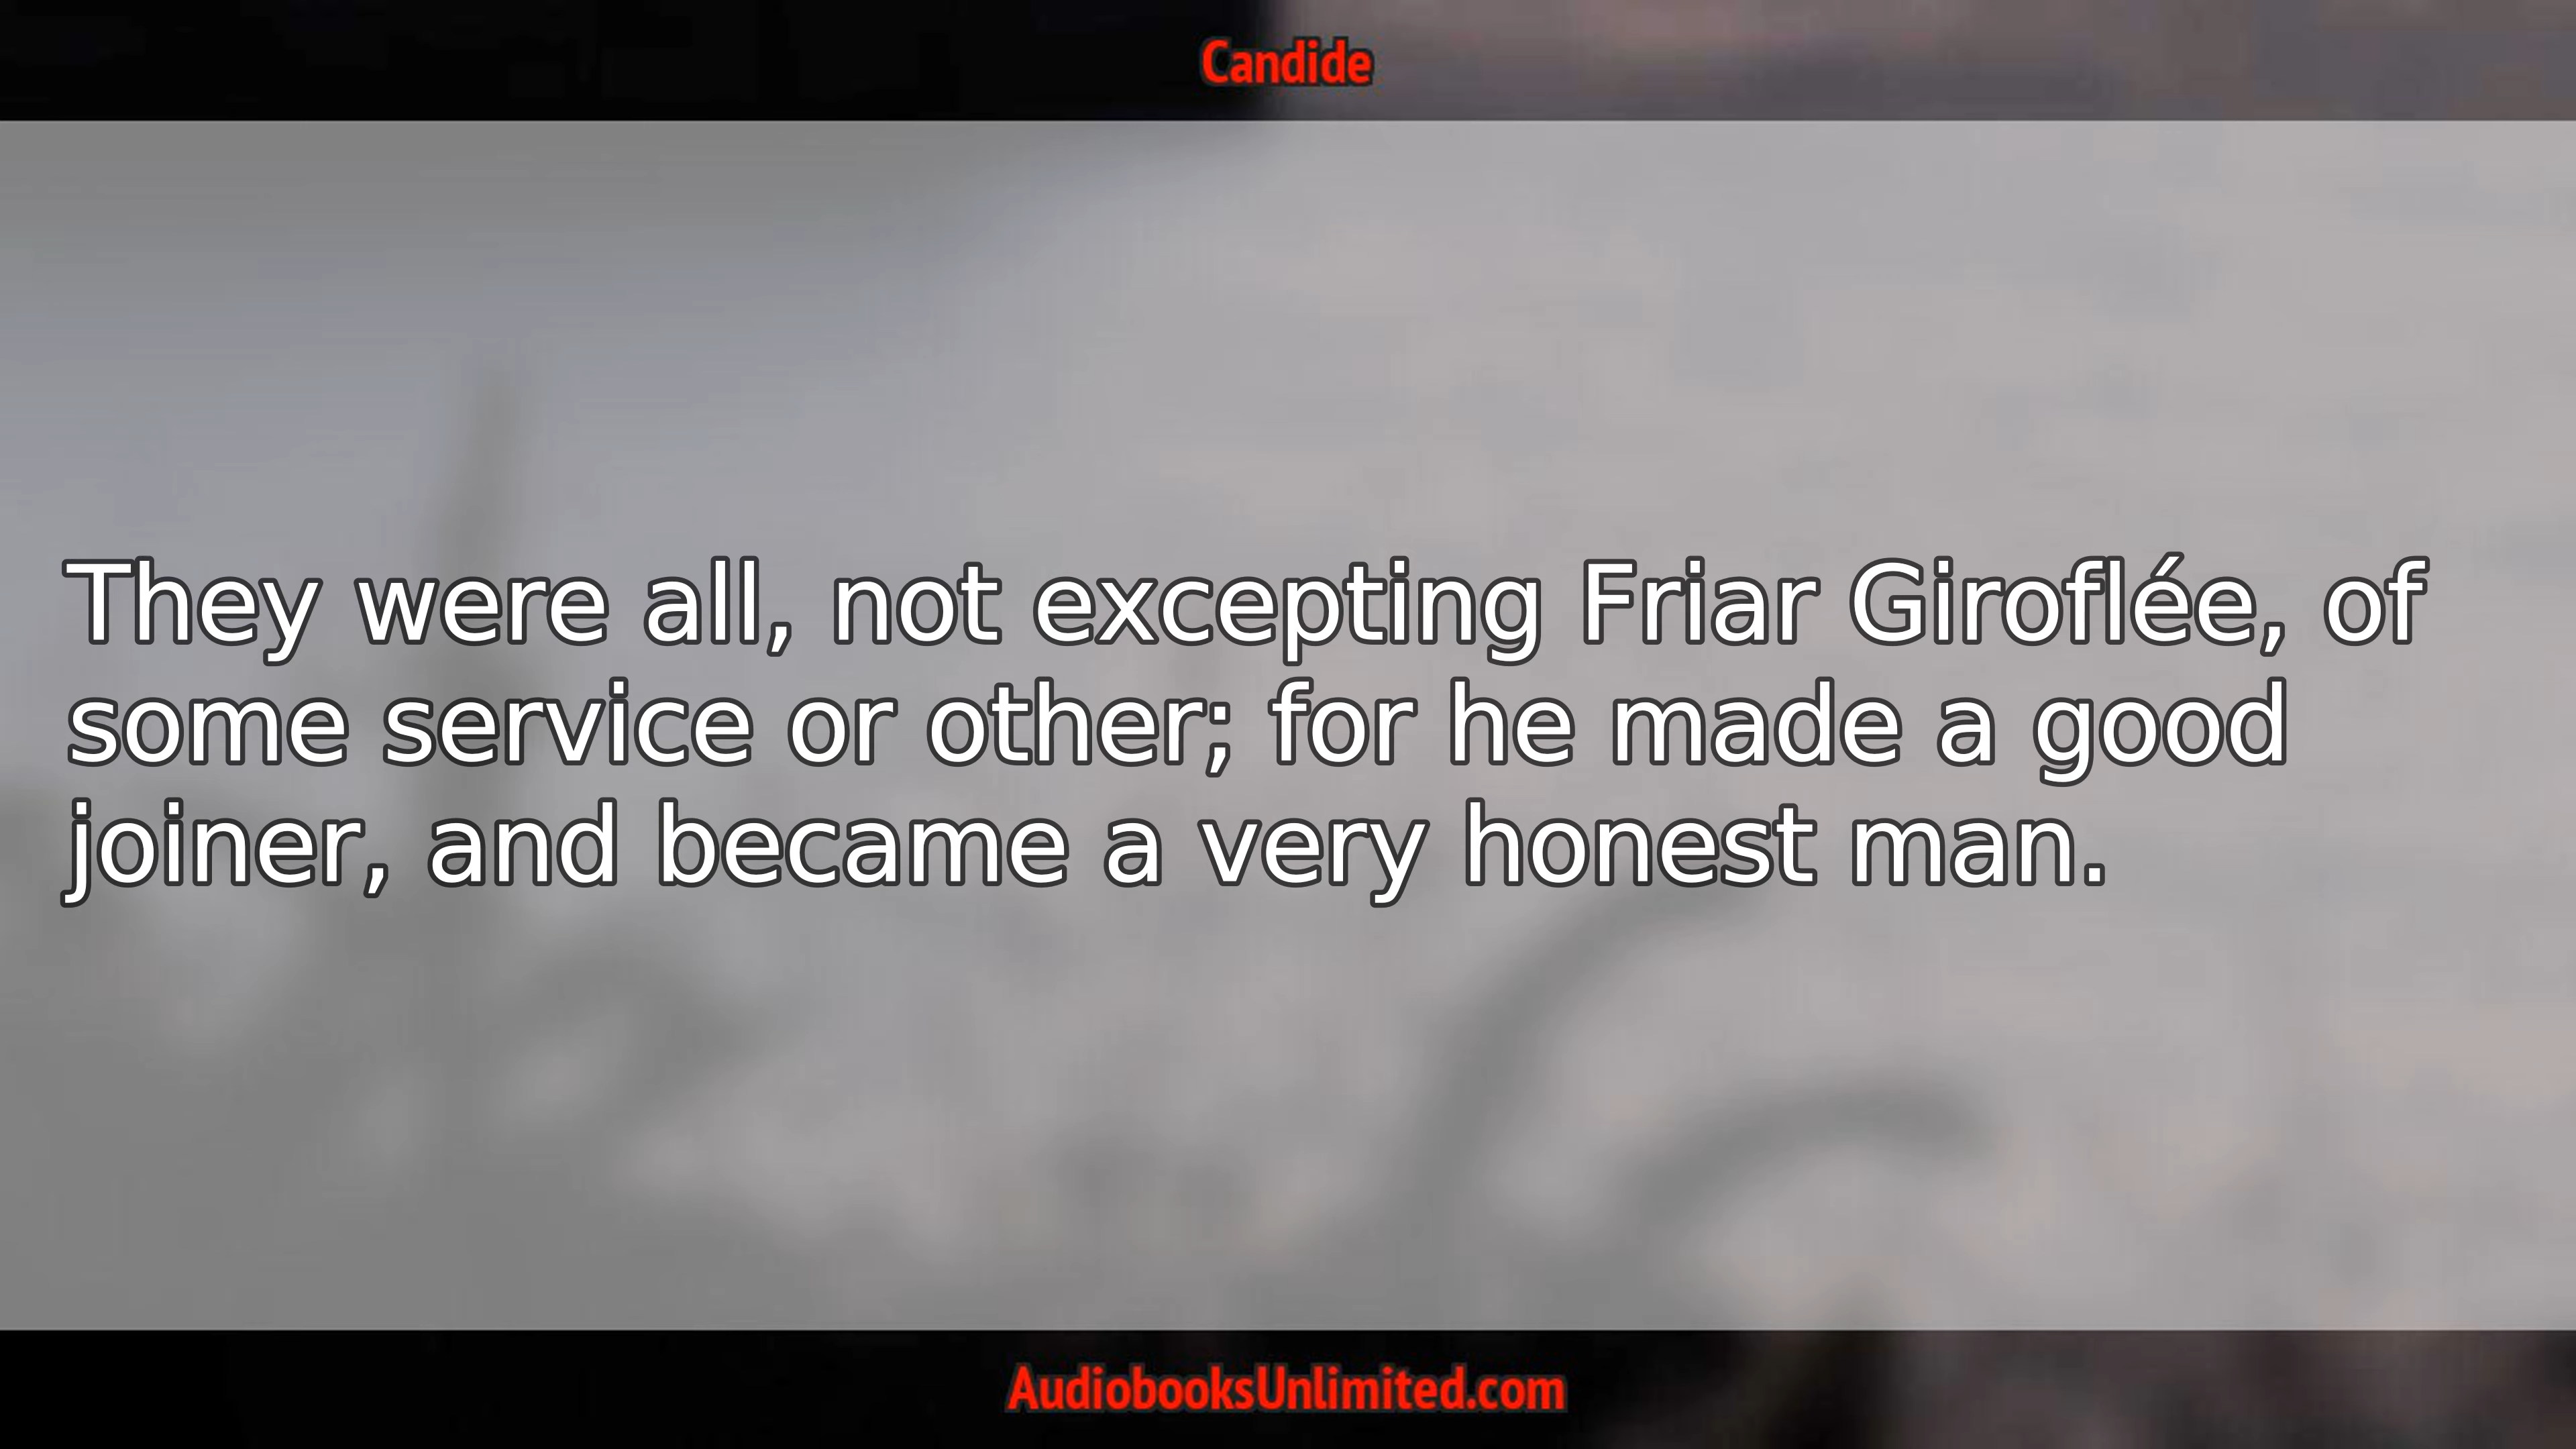 Candide
They were all, not excepting Friar Giroflée, of
some service or other; for he made a good
joiner, and became a very honest man.
AudiobooksUnlimited.com